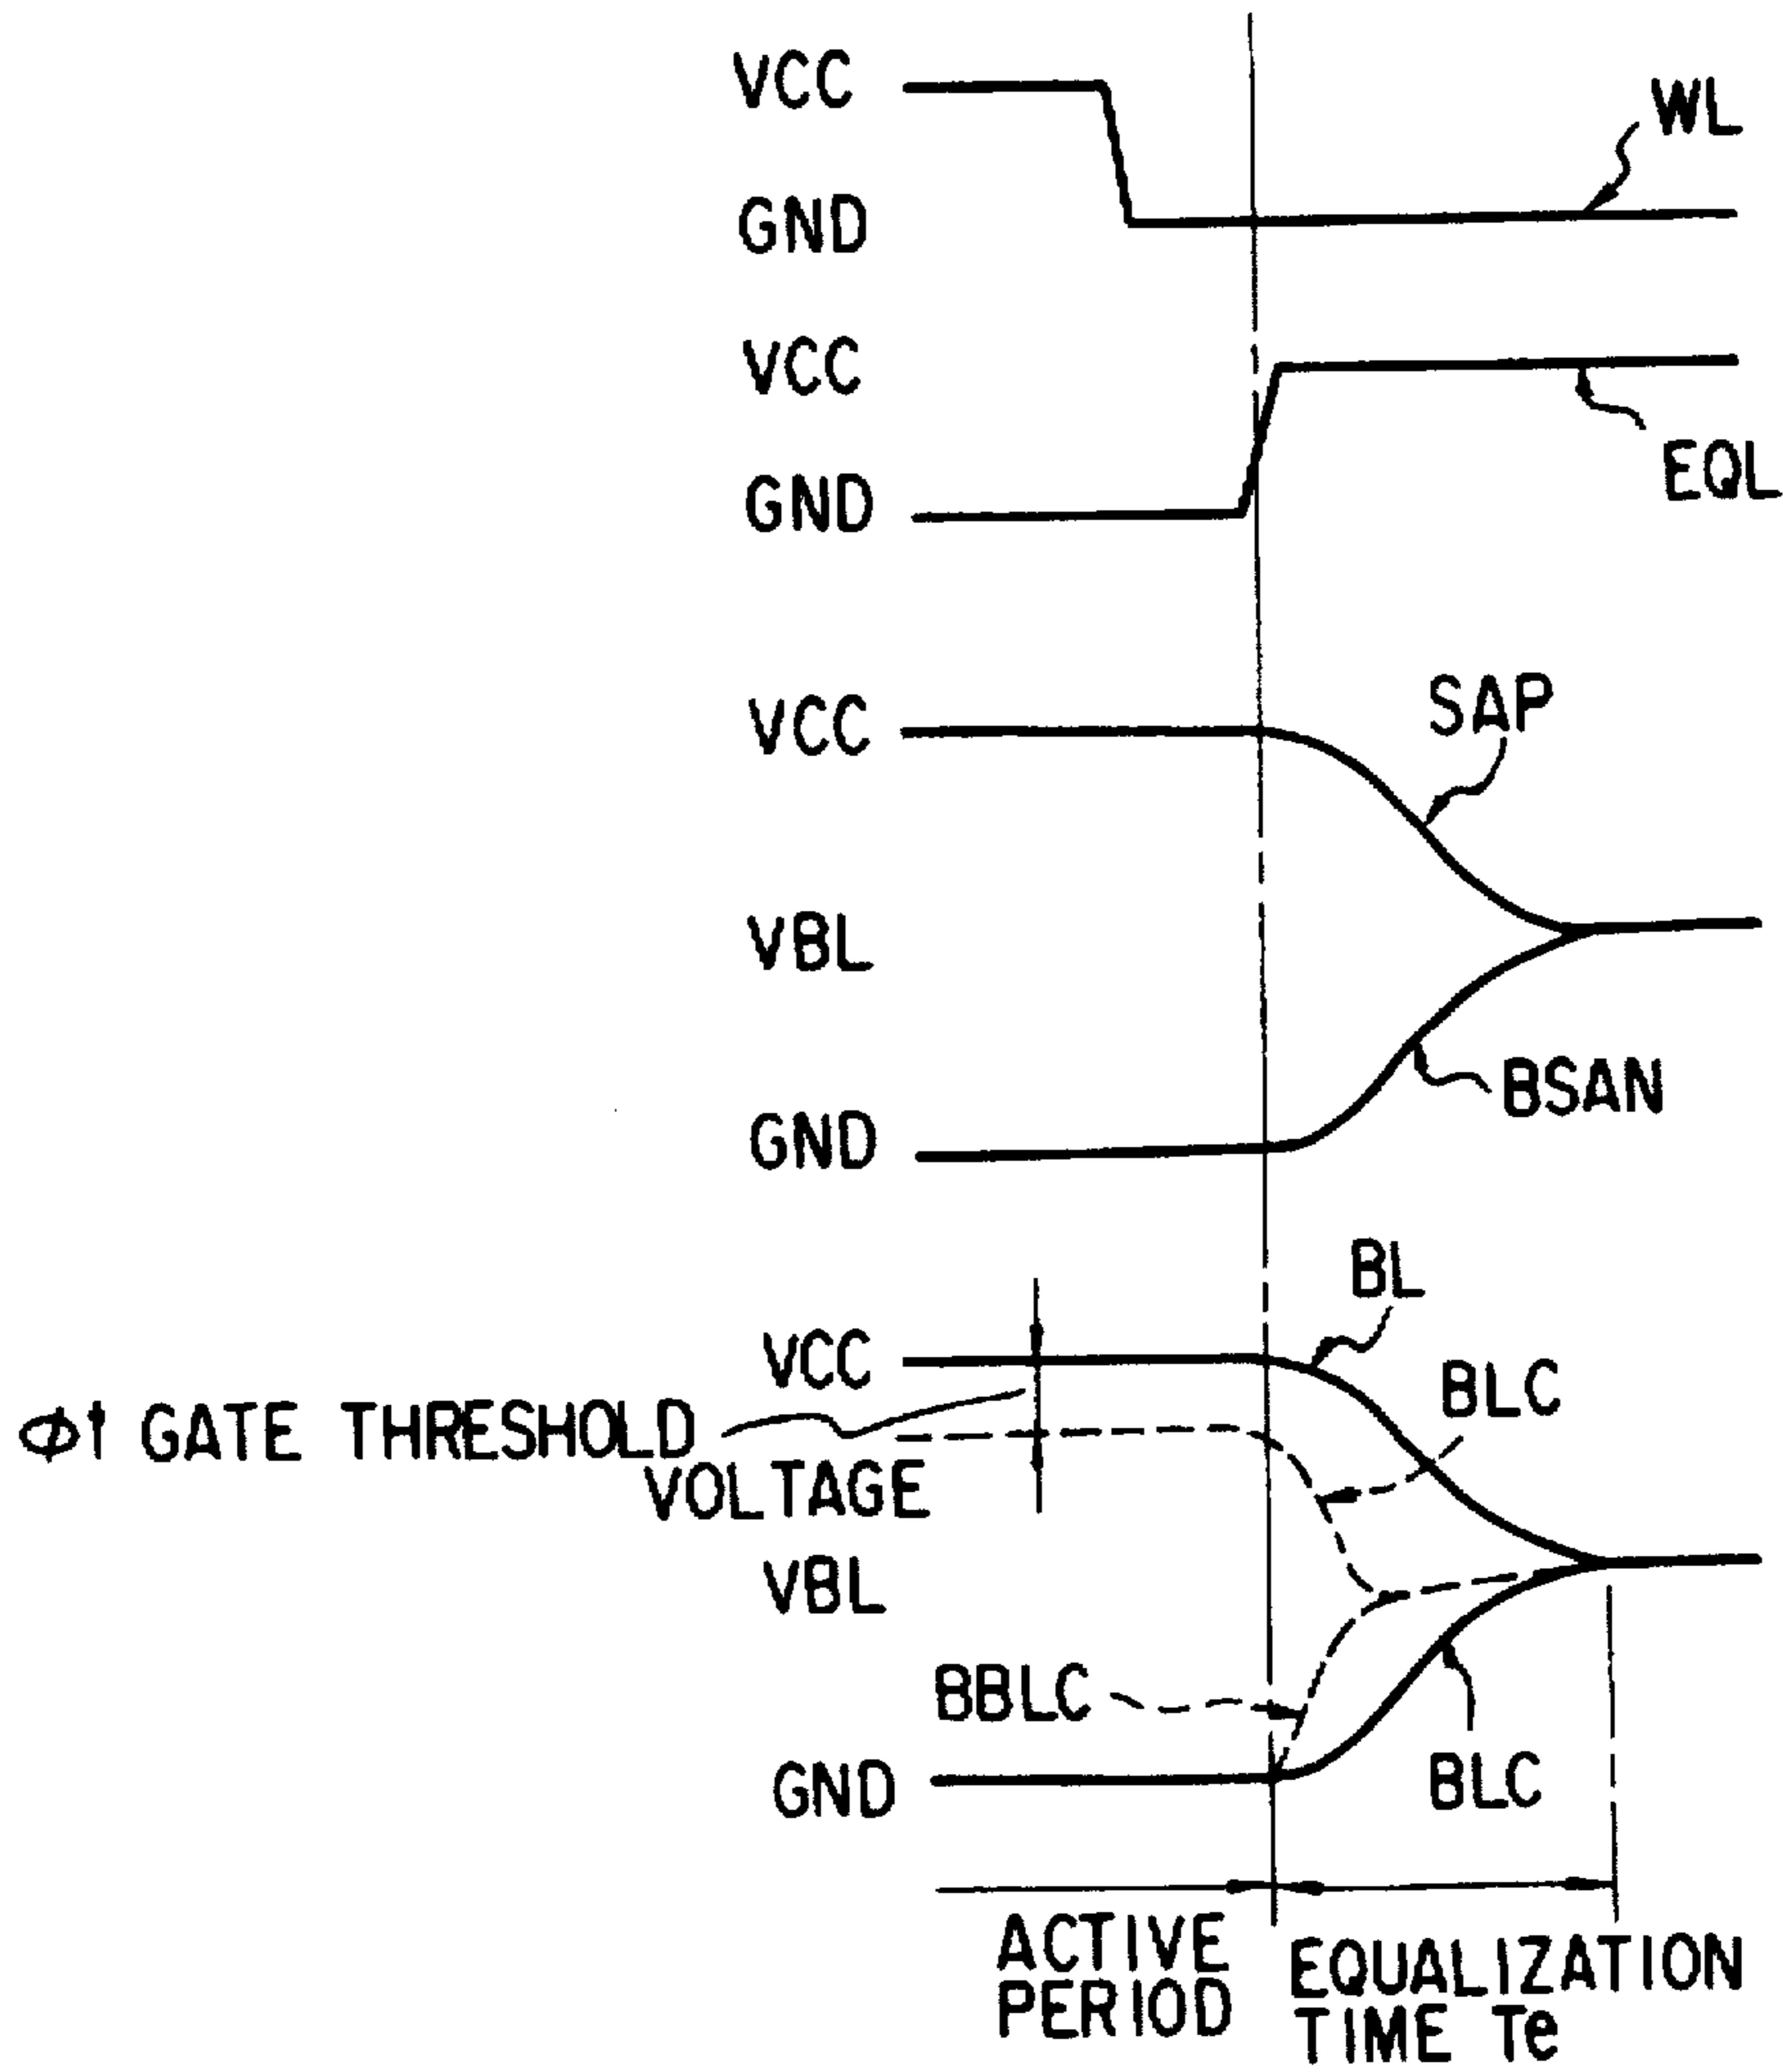 VCC
WL
GND
VCC
EQL
GND
SAP
VCC
VBL
BSAN
GND
BL
VCC
BLC
Φt GATE THRESHOLD
VOLTAGE
VBL
BBLC
GND
BLC
ACTIVE
PERIOD
EQUALIZATION
TIME Te